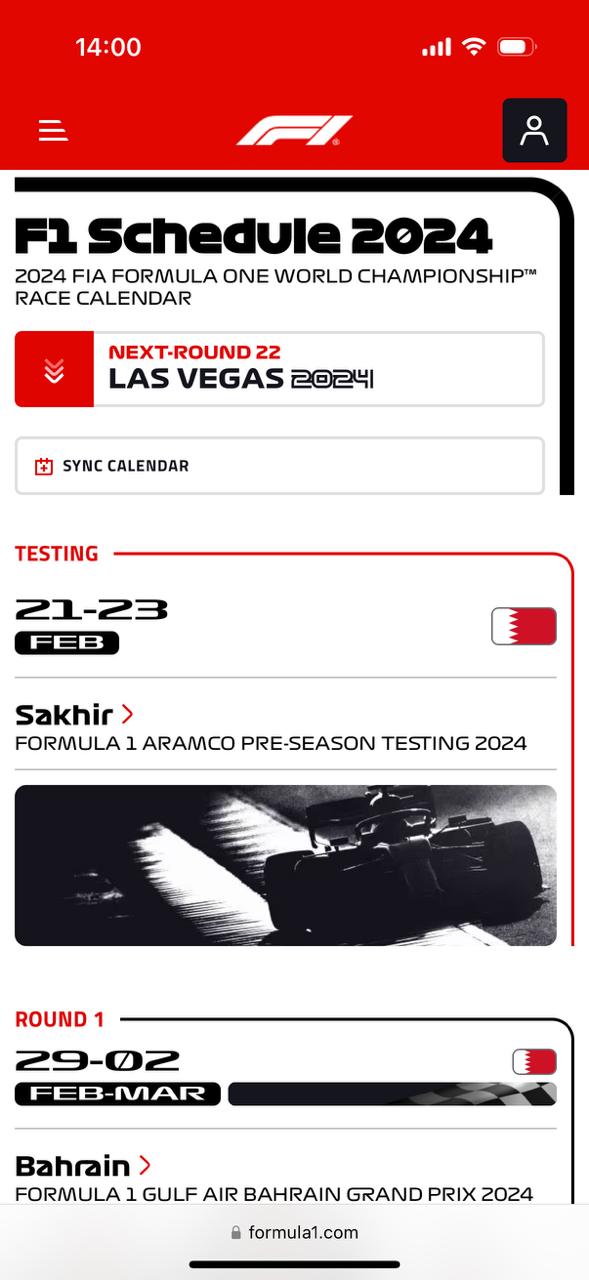 14:00
F1
F1 Schedule 2024
2024 FIA FORMULA ONE WORLD CHAMPIONSHIP™
RACE CALENDAR
NEXT-ROUND 22
LAS VEGAS 2024
SYNC CALENDAR
TESTING
21-23
FEB
Sakhir
FORMULA 1 ARAMCO PRE-SEASON TESTING 2024
ROUND 1
29-02
FEB-MAR
Bahrain
FORMULA 1 GULF AIR BAHRAIN GRAND PRIX 2024
formula1.com